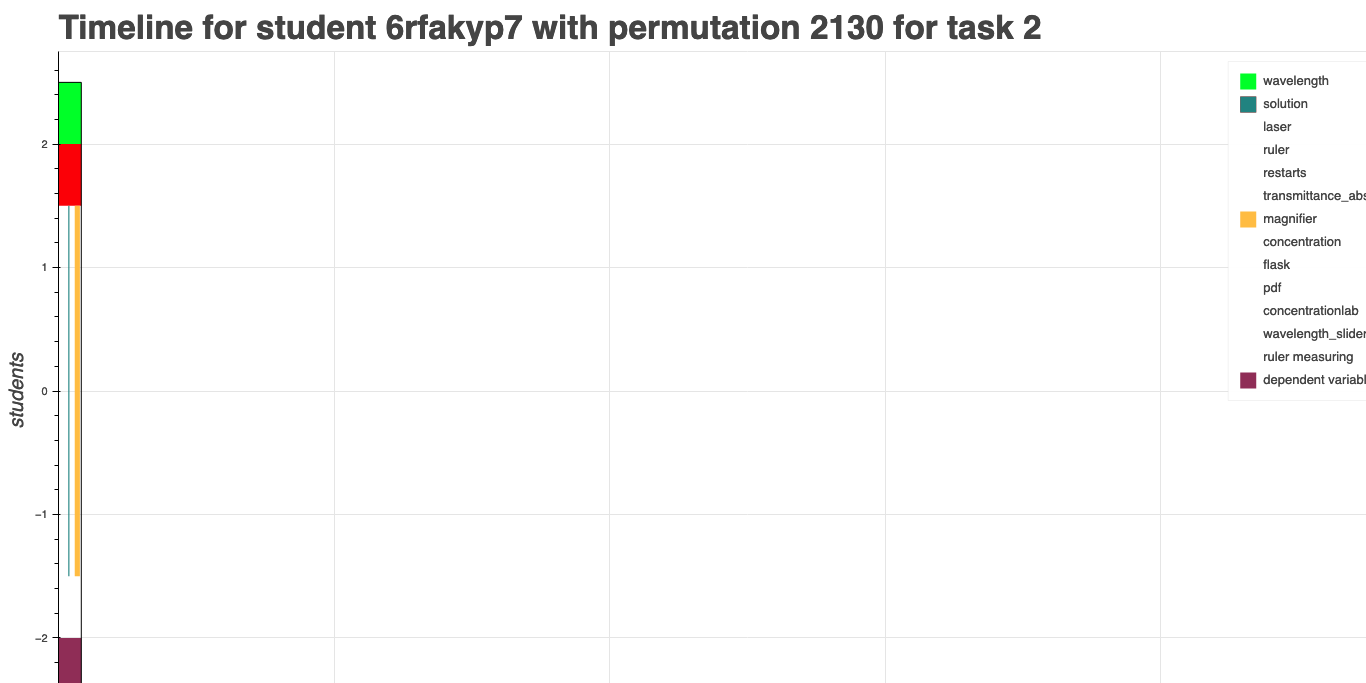 Timeline for student 6rfakyp7 with permutation 2130 for task 2
wavelength
solution
laser
ruler
restarts
transmittance_abs
magnifier
concentration
flask
pdf
concentrationlab
wavelength_slider
ruler measuring
dependent variabl
2
1
0
−1
−2
students